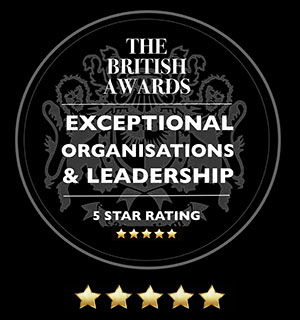 THE
BRITISH
AWARDS
EXCEPTIONAL
ORGANISATIONS
& LEADERSHIP
5 STAR RATING